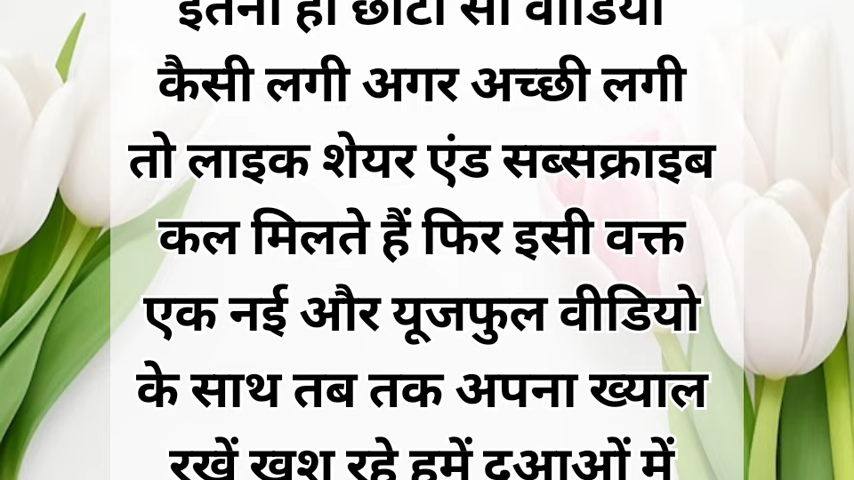 इतना ही छोटा सा वीडियो
कैसी लगी अगर अच्छी लगी
तो लाइक शेयर एंड सब्सक्राइब
कल मिलते हैं फिर इसी वक्त
एक नई और यूजफुल वीडियो
के साथ तब तक अपना ख्याल
रखें खुश रहे हमें दुआओं में